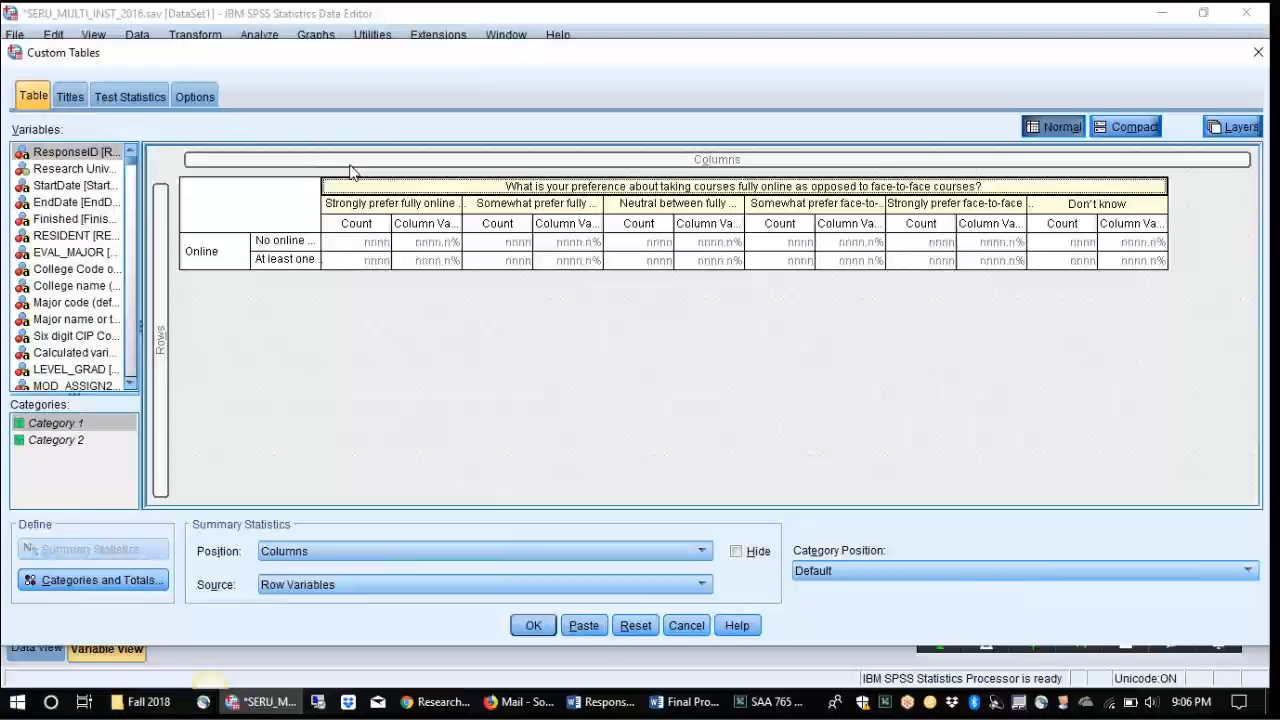 *SERU_MULTI_INST_2016.sav [DataSet1] - IBM SPSS Statistics Data Editor
File Edit View Data Transform Analyze Graphs Utilities Extensions Window Help
Custom Tables
Table Titles Test Statistics Options
Variables:
Normal Compact Layers
ResponseID [R...
Research Univ...
StartDate [Start...
EndDate [EndD...
Finished [Finis...
RESIDENT [RE...
EVAL_MAJOR [...
College Code o...
College name (...
Major code (def...
Major name or t...
Six digit CIP Co...
Calculated vari...
LEVEL_GRAD [...
MOD_ASSIGN2...
Columns
Rows
What is your preference about taking courses fully online as opposed to face-to-face courses?
Strongly prefer fully online ... Somewhat prefer fully ... Neutral between fully ... Somewhat prefer face-to-... Strongly prefer face-to-face ... Don't know
Count Column Va... Count Column Va... Count Column Va... Count Column Va... Count Column Va... Count Column Va...
Online
No online ... nnnn nnnn.n% nnnn nnnn.n% nnnn nnnn.n% nnnn nnnn.n% nnnn nnnn.n% nnnn nnnn.n%
At least one ... nnnn nnnn.n% nnnn nnnn.n% nnnn nnnn.n% nnnn nnnn.n% nnnn nnnn.n% nnnn nnnn.n%
Categories:
Category 1
Category 2
Define
Summary Statistics...
Categories and Totals...
Summary Statistics
Position: Columns
Hide
Source: Row Variables
Category Position:
Default
OK Paste Reset Cancel Help
Data View Variable View
IBM SPSS Statistics Processor is ready Unicode:ON
Fall 2018 *SERU_M... Research... Mail - So... Respons... Final Pro... SAA 765 ... 9:06 PM